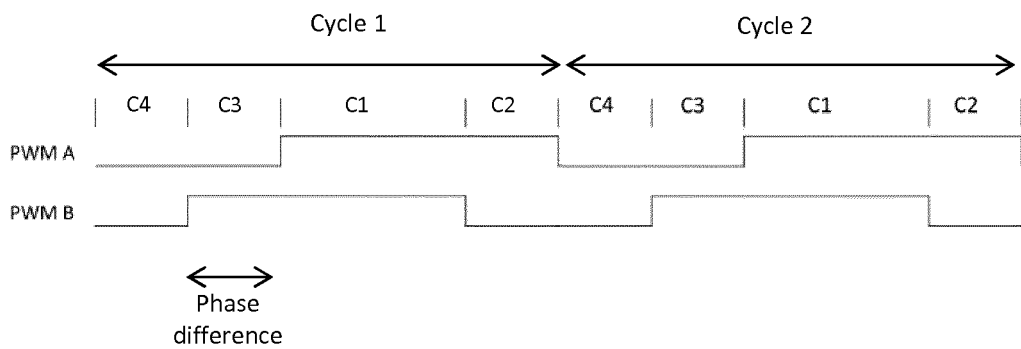 Cycle 1
Cycle 2
C4
C3
C1
C2
C4
C3
C1
C2
PWM A
PWM B
Phase
difference